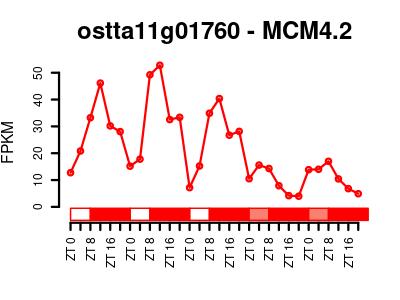 ostta11g01760 - MCM4.2
FPKM
50
40
30
20
10
0
ZT 0
ZT 8
ZT 16
ZT 0
ZT 8
ZT 16
ZT 0
ZT 8
ZT 16
ZT 0
ZT 8
ZT 16
ZT 0
ZT 8
ZT 16